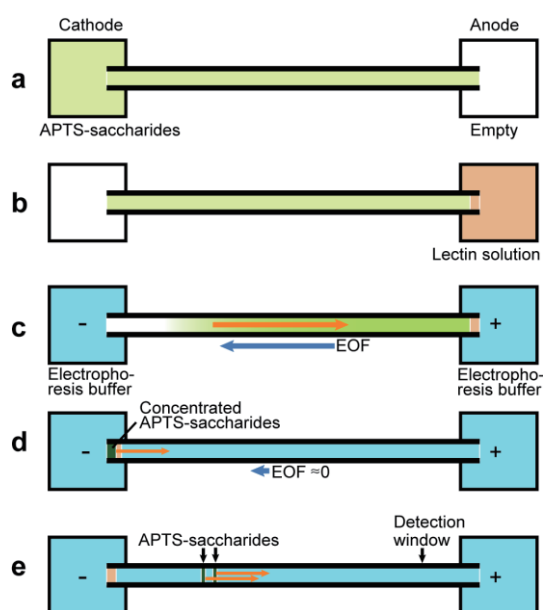 Cathode
Anode
a
APTS-saccharides
Empty
b
Lectin solution
c
-
+
EOF
Electropho-
resis buffer
Electropho-
resis buffer
Concentrated
APTS-saccharides
d
-
+
EOF ≈0
APTS-saccharides
Detection
window
e
-
+